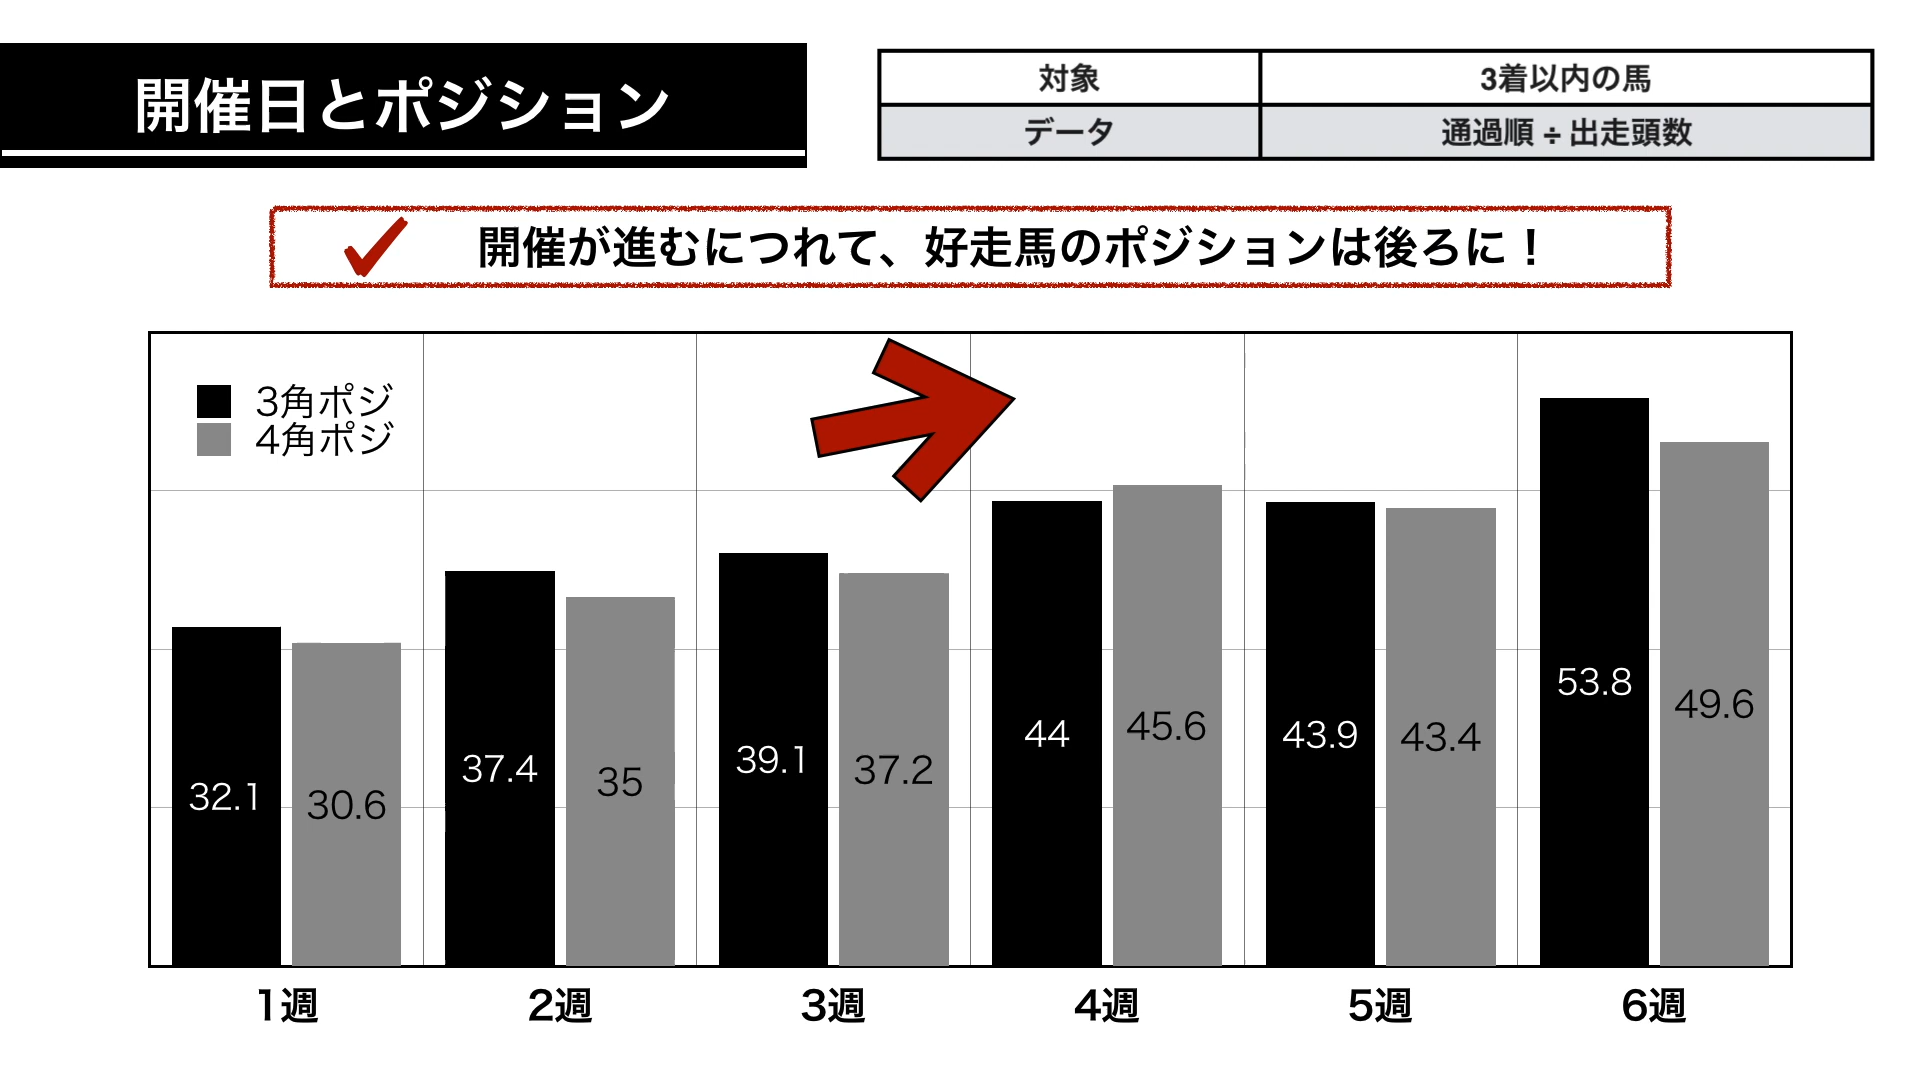 開催日とポジション
対象 3着以内の馬
データ 通過順 ÷ 出走頭数
開催が進むにつれて、好走馬のポジションは後ろに！
3角ポジ
4角ポジ
32.1 30.6 37.4 35 39.1 37.2 44 45.6 43.9 43.4 53.8 49.6
1週 2週 3週 4週 5週 6週